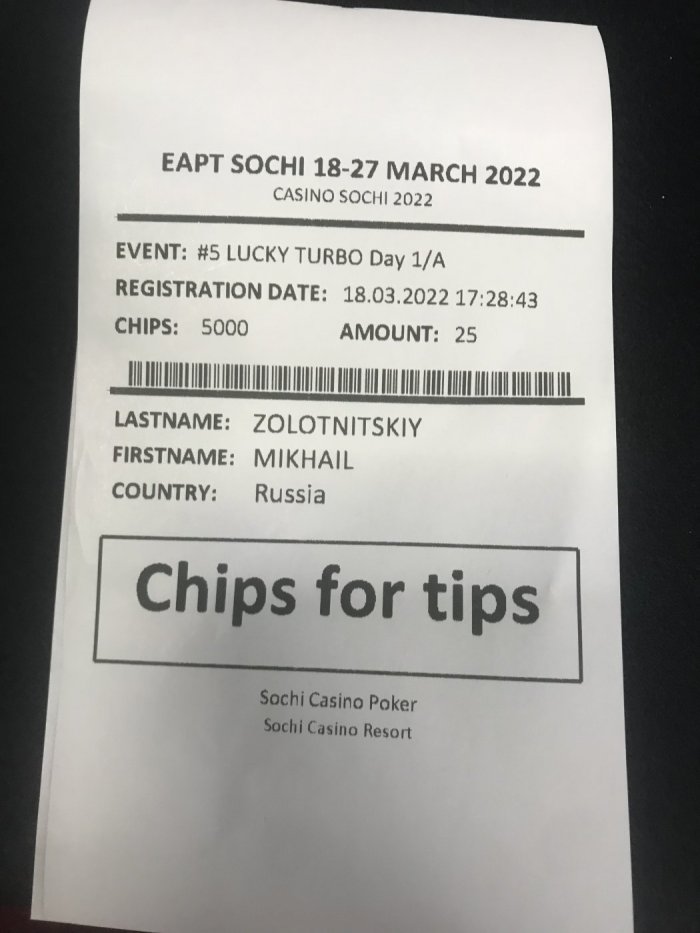 EAPT SOCHI 18-27 MARCH 2022
CASINO SOCHI 2022
EVENT: #5 LUCKY TURBO Day 1/A
REGISTRATION DATE: 18.03.2022 17:28:43
CHIPS: 5000 AMOUNT: 25
LASTNAME: ZOLOTNITSKIY
FIRSTNAME: MIKHAIL
COUNTRY: Russia
Chips for tips
Sochi Casino Poker
Sochi Casino Resort